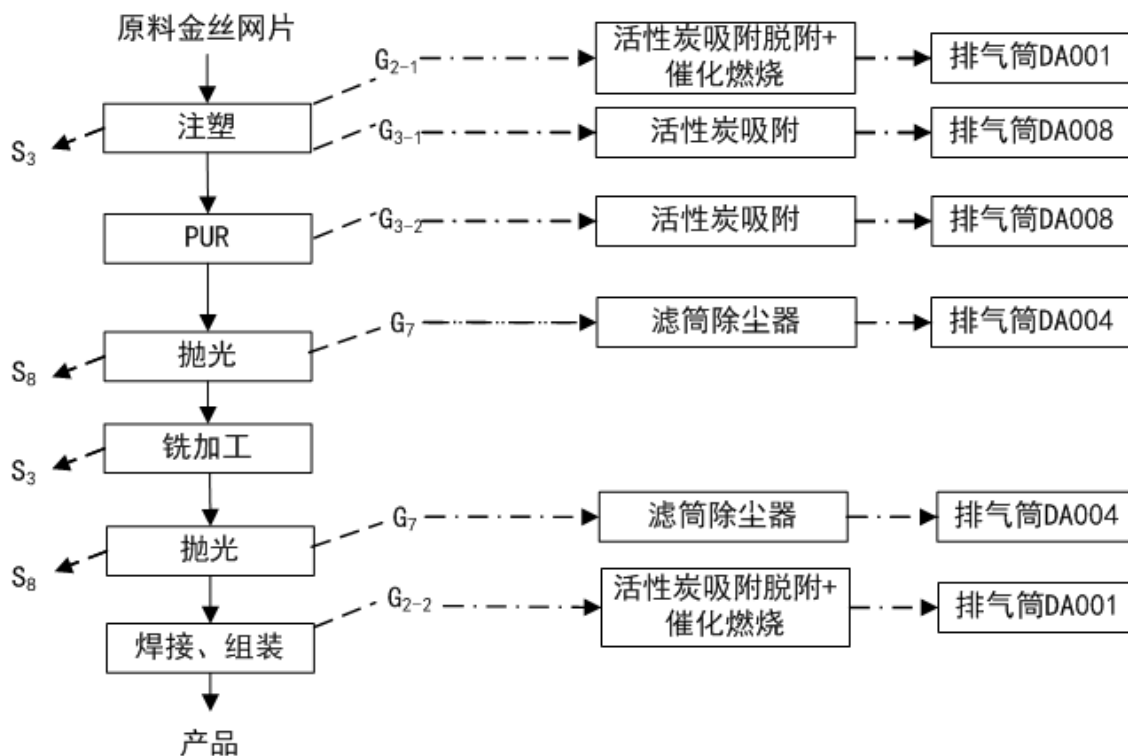 原料金丝网片
G2-1
活性炭吸附脱附+
催化燃烧
排气筒DA001
S3
注塑
G3-1
活性炭吸附
排气筒DA008
PUR
G3-2
活性炭吸附
排气筒DA008
S8
抛光
G7
滤筒除尘器
排气筒DA004
S3
铣加工
S8
抛光
G7
滤筒除尘器
排气筒DA004
焊接、组装
G2-2
活性炭吸附脱附+
催化燃烧
排气筒DA001
产品